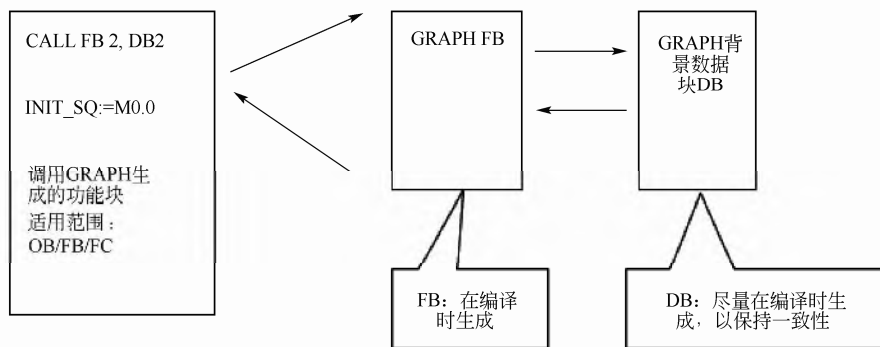 CALL FB 2, DB2
INIT_SQ:=M0.0
调用GRAPH生
成的功能块
适用范围：
OB/FB/FC
GRAPH FB
GRAPH背
景数据
块DB
FB：在编译
时生成
DB：尽量在编译时生
成，以保持一致性